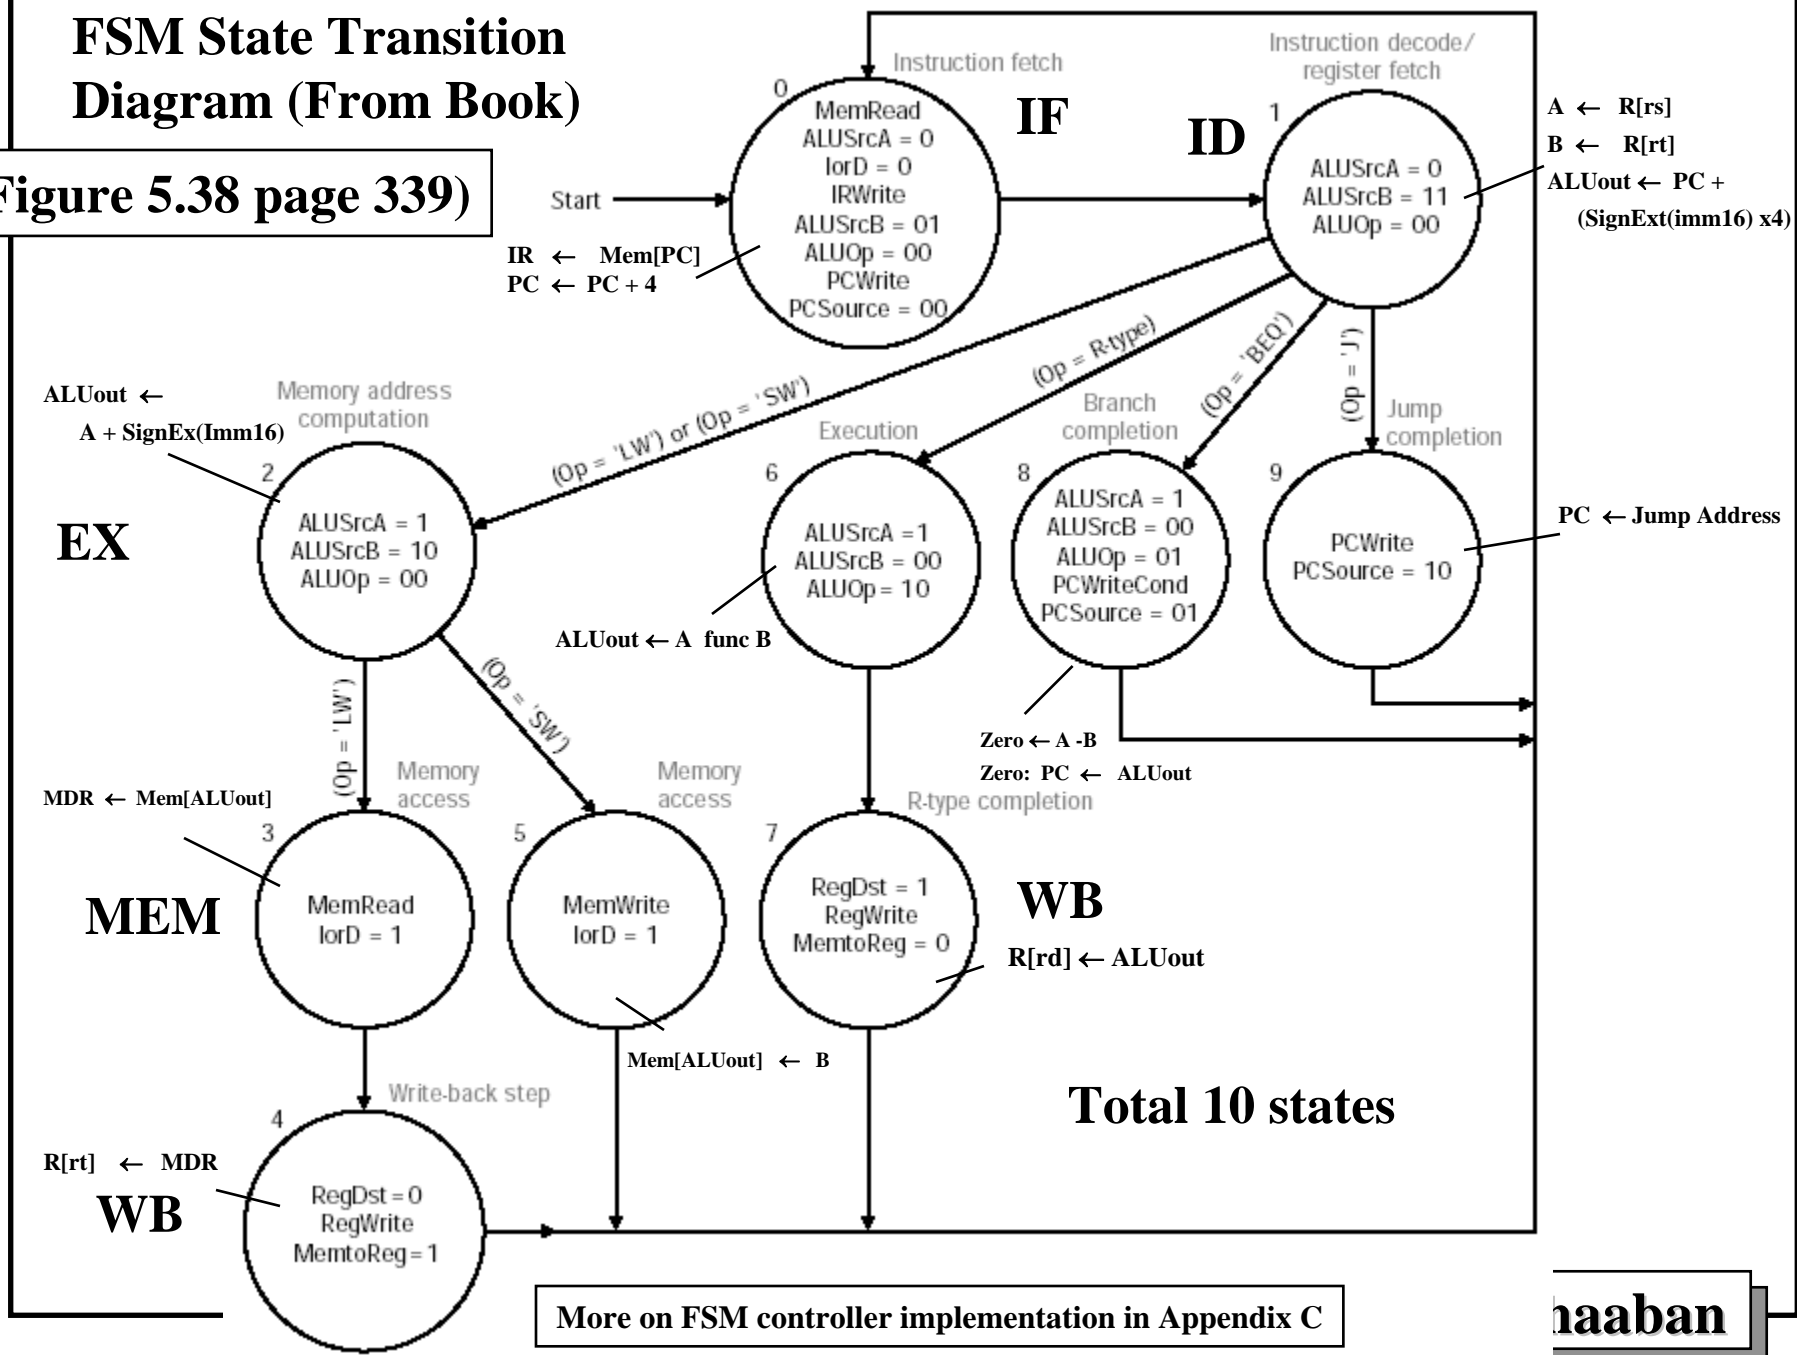 FSM State Transition
Diagram (From Book)
Figure 5.38 page 339)
Instruction fetch
0
MemRead
ALUSrcA = 0
IorD = 0
IRWrite
ALUSrcB = 01
ALUOp = 00
PCWrite
PCSource = 00
IF
Start
IR ← Mem[PC]
PC ← PC + 4
Instruction decode/
register fetch
1
ID
ALUSrcA = 0
ALUSrcB = 11
ALUOp = 00
A ← R[rs]
B ← R[rt]
ALUout ← PC +
(SignExt(imm16) x4)
(Op = 'LW') or (Op = 'SW')
(Op = R-type)
(Op = 'BEQ')
(Op = 'J')
ALUout ←
A + SignEx(Imm16)
Memory address
computation
2
EX
ALUSrcA = 1
ALUSrcB = 10
ALUOp = 00
Execution
6
ALUSrcA =1
ALUSrcB = 00
ALUOp= 10
ALUout ← A func B
Branch
completion
8
ALUSrcA = 1
ALUSrcB = 00
ALUOp = 01
PCWriteCond
PCSource = 01
Zero ← A -B
Zero: PC ← ALUout
Jump
completion
9
PCWrite
PCSource = 10
PC ← Jump Address
(Op = 'LW')
(Op = 'SW')
MDR ← Mem[ALUout]
Memory
access
3
MEM
MemRead
IorD = 1
Memory
access
5
MemWrite
IorD = 1
Mem[ALUout] ← B
R-type completion
7
RegDst = 1
RegWrite
MemtoReg = 0
WB
R[rd] ← ALUout
Write-back step
4
R[rt] ← MDR
WB
RegDst=0
RegWrite
MemtoReg=1
Total 10 states
More on FSM controller implementation in Appendix C
haaban